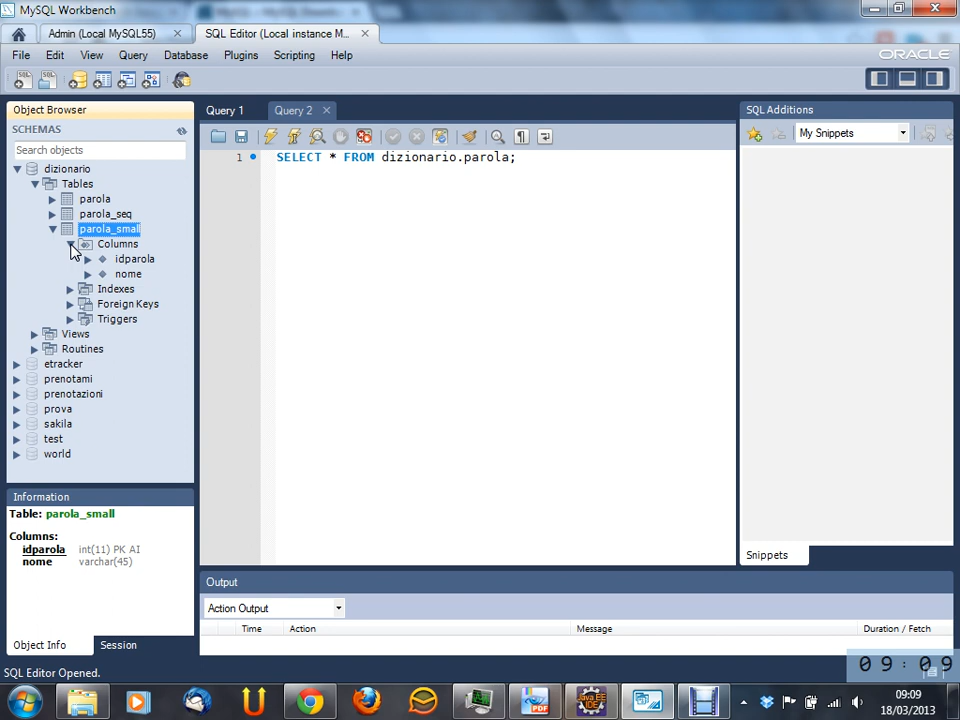 MySQL Workbench
Admin (Local MySQL55)
SQL Editor (Local instance M...
File Edit View Query Database Plugins Scripting Help
ORACLE
Object Browser
SCHEMAS
Search objects
dizionario
Tables
parola
parola_seq
parola_small
Columns
idparola
nome
Indexes
Foreign Keys
Triggers
Views
Routines
etracker
prenotami
prenotazioni
prova
sakila
test
world
Information
Table: parola_small
Columns:
idparola int(11) PK AI
nome varchar(45)
Object Info Session
Query 1 Query 2
1 SELECT * FROM dizionario.parola;
SQL Additions
My Snippets
Snippets
Output
Action Output
Time Action Message Duration / Fetch
SQL Editor Opened.
09:09
09:09
18/03/2013